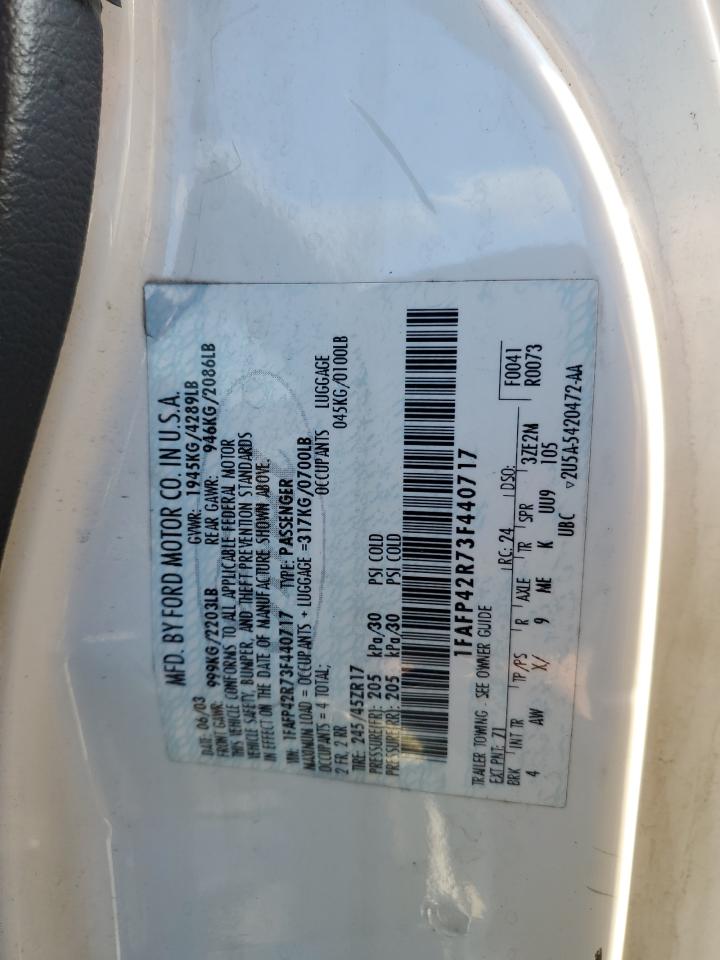 MFD. BY FORD MOTOR CO. IN U.S.A.
DATE: 06/03 GVWR: 1945KG/4289LB
FRONT GAWR: 999KG/2203LB REAR GAWR: 946KG/2086LB
THIS VEHICLE CONFORMS TO ALL APPLICABLE FEDERAL MOTOR
VEHICLE SAFETY, BUMPER, AND THEFT PREVENTION STANDARDS
IN EFFECT ON THE DATE OF MANUFACTURE SHOWN ABOVE.
VIN: 1FAFP42R73F440717 TYPE: PASSENGER
MAXIMUM LOAD = OCCUPANTS + LUGGAGE =317KG/0700LB
OCCUPANTS = 4 TOTAL; OCCUPANTS LUGGAGE
2 FR, 2 RR 045KG/0100LB
TIRE: 245/45ZR17
PRESSURE(FR): 205 kPa/30 PSI COLD
PRESSURE(RR): 205 kPa/30 PSI COLD
1FAFP42R73F440717
TRAILER TOWING - SEE OWNER GUIDE
EXT PNT: Z1 RC: 24 DSO: F0041
R0073
BRK INT TR TP/PS R AXLE TR SPR 3ZE2M
4 AW X/ 9 ME K UU9 105
UBC ▽2U5A-5420472-AA